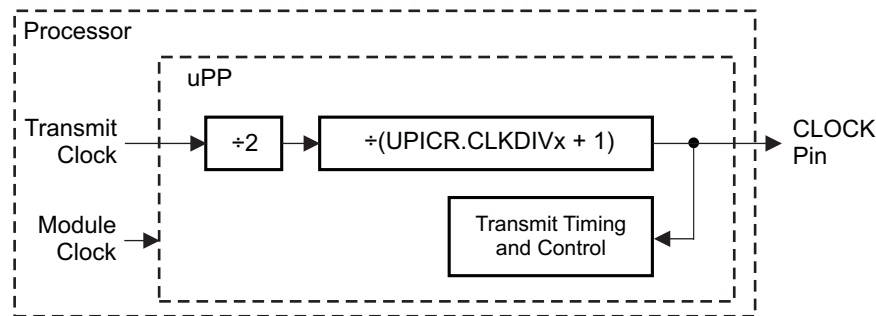 Processor
uPP
Transmit
Clock
÷2
÷(UPICR.CLKDIVx + 1)
CLOCK
Pin
Module
Clock
Transmit Timing
and Control